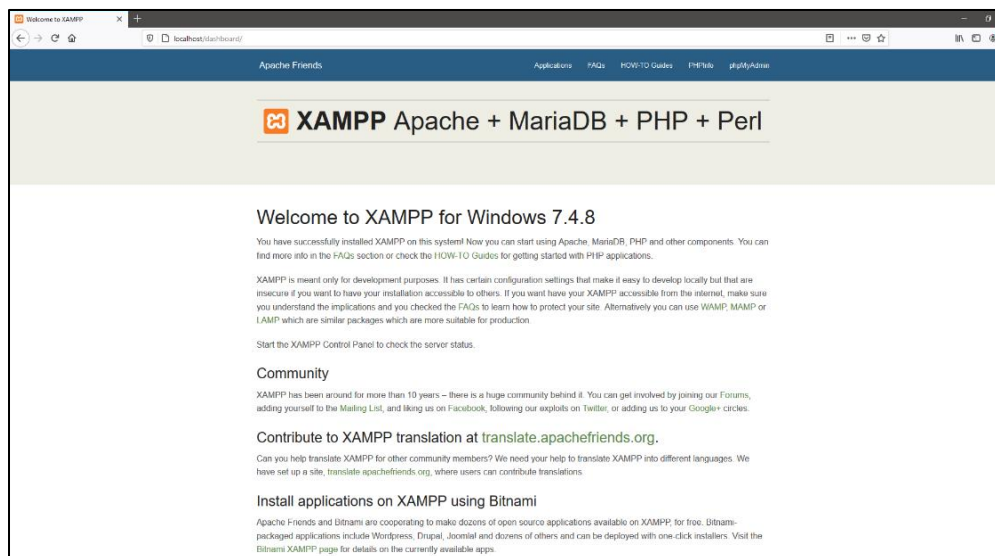 Welcome to XAMPP
localhost/dashboard/
Apache Friends
Applications FAQs HOW-TO Guides PHPInfo phpMyAdmin
XAMPP Apache + MariaDB + PHP + Perl
Welcome to XAMPP for Windows 7.4.8
You have successfully installed XAMPP on this system! Now you can start using Apache, MariaDB, PHP and other components. You can
find more info in the FAQs section or check the HOW-TO Guides for getting started with PHP applications.
XAMPP is meant only for development purposes. It has certain configuration settings that make it easy to develop locally but that are
insecure if you want to have your installation accessible to others. If you want have your XAMPP accessible from the internet, make sure
you understand the implications and you checked the FAQs to learn how to protect your site. Alternatively you can use WAMP, MAMP or
LAMP which are similar packages which are more suitable for production.
Start the XAMPP Control Panel to check the server status.
Community
XAMPP has been around for more than 10 years – there is a huge community behind it. You can get involved by joining our Forums,
adding yourself to the Mailing List, and liking us on Facebook, following our exploits on Twitter, or adding us to your Google+ circles.
Contribute to XAMPP translation at translate.apachefriends.org.
Can you help translate XAMPP for other community members? We need your help to translate XAMPP into different languages. We
have set up a site, translate.apachefriends.org, where users can contribute translations.
Install applications on XAMPP using Bitnami
Apache Friends and Bitnami are cooperating to make dozens of open source applications available on XAMPP, for free. Bitnami-
packaged applications include Wordpress, Drupal, Joomla! and dozens of others and can be deployed with one-click installers. Visit the
Bitnami XAMPP page for details on the currently available apps.